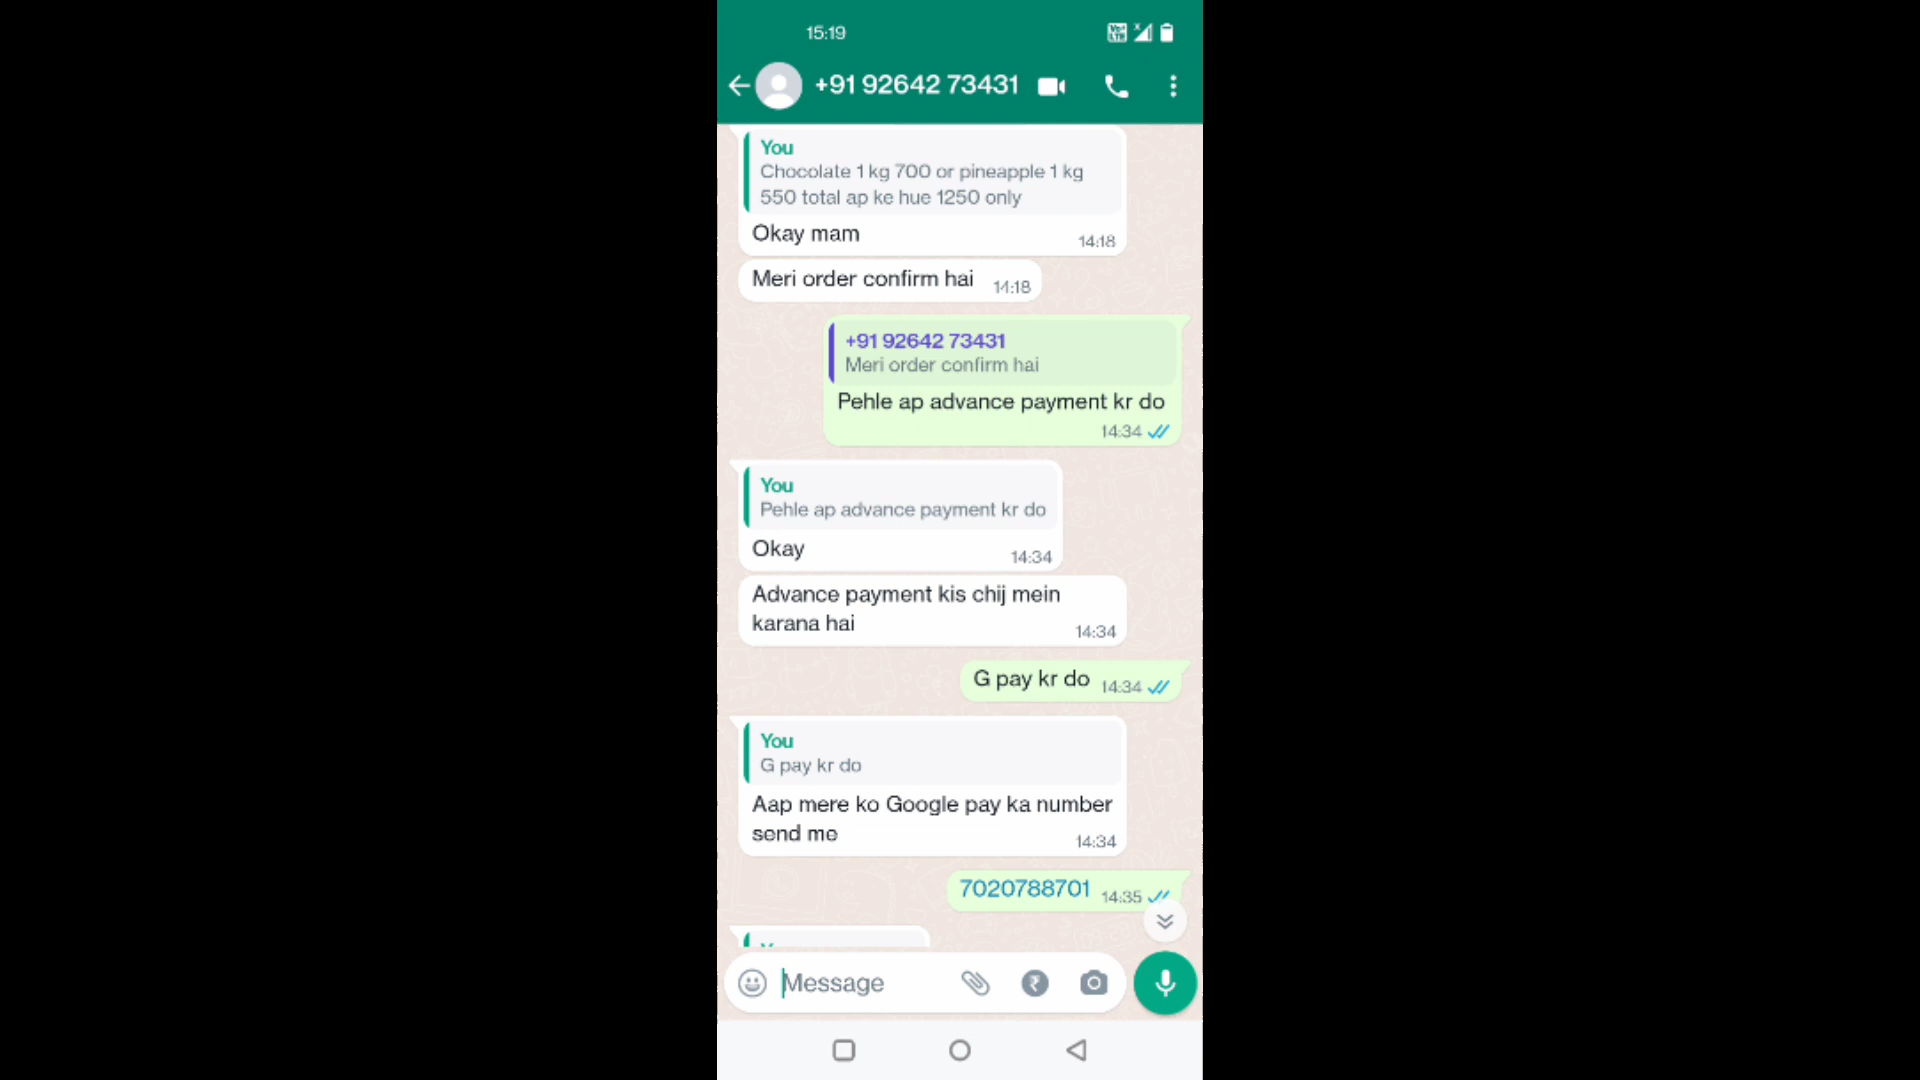 15:19
+91 92642 73431
You
Chocolate 1 kg 700 or pineapple 1 kg
550 total ap ke hue 1250 only
Okay mam
14:18
Meri order confirm hai
14:18
+91 92642 73431
Meri order confirm hai
Pehle ap advance payment kr do
14:34
You
Pehle ap advance payment kr do
Okay
14:34
Advance payment kis chij mein
karana hai
14:34
G pay kr do
14:34
You
G pay kr do
Aap mere ko Google pay ka number
send me
14:34
7020788701
14:35
Message